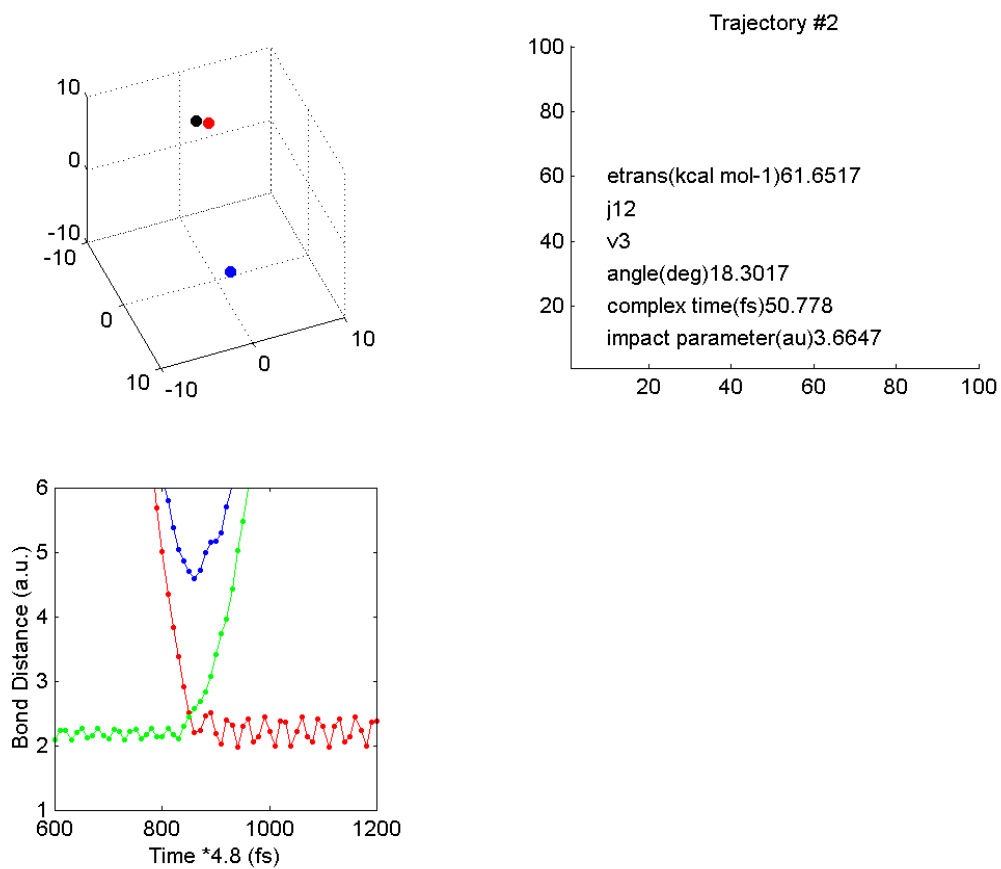 10
0
-10
-10
0
10
-10
0
10
Trajectory #2
100
80
60
40
20
etrans(kcal mol-1)61.6517
j12
v3
angle(deg)18.3017
complex time(fs)50.778
impact parameter(au)3.6647
20 40 60 80 100
6
5
4
3
2
1
Bond Distance (a.u.)
600 800 1000 1200
Time *4.8 (fs)